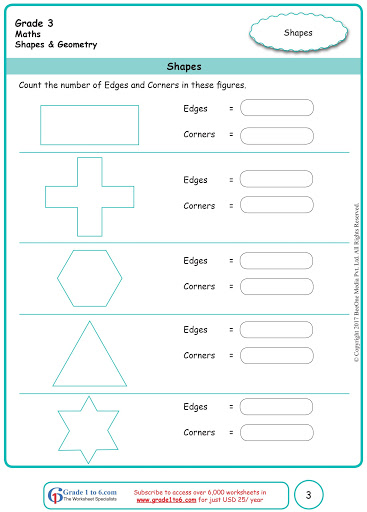 Grade 3
Maths
Shapes & Geometry
Shapes
Shapes
Count the number of Edges and Corners in these figures.
Edges =
Corners =
Edges =
Corners =
Edges =
Corners =
Edges =
Corners =
Edges =
Corners =
© Copyright 2017 BeeOne Media Pvt. Ltd. All Rights Reserved.
Grade 1 to 6.com
The Worksheet Specialists
Subscribe to access over 6,000 worksheets in
www.grade1to6.com for just USD 25/ year
3